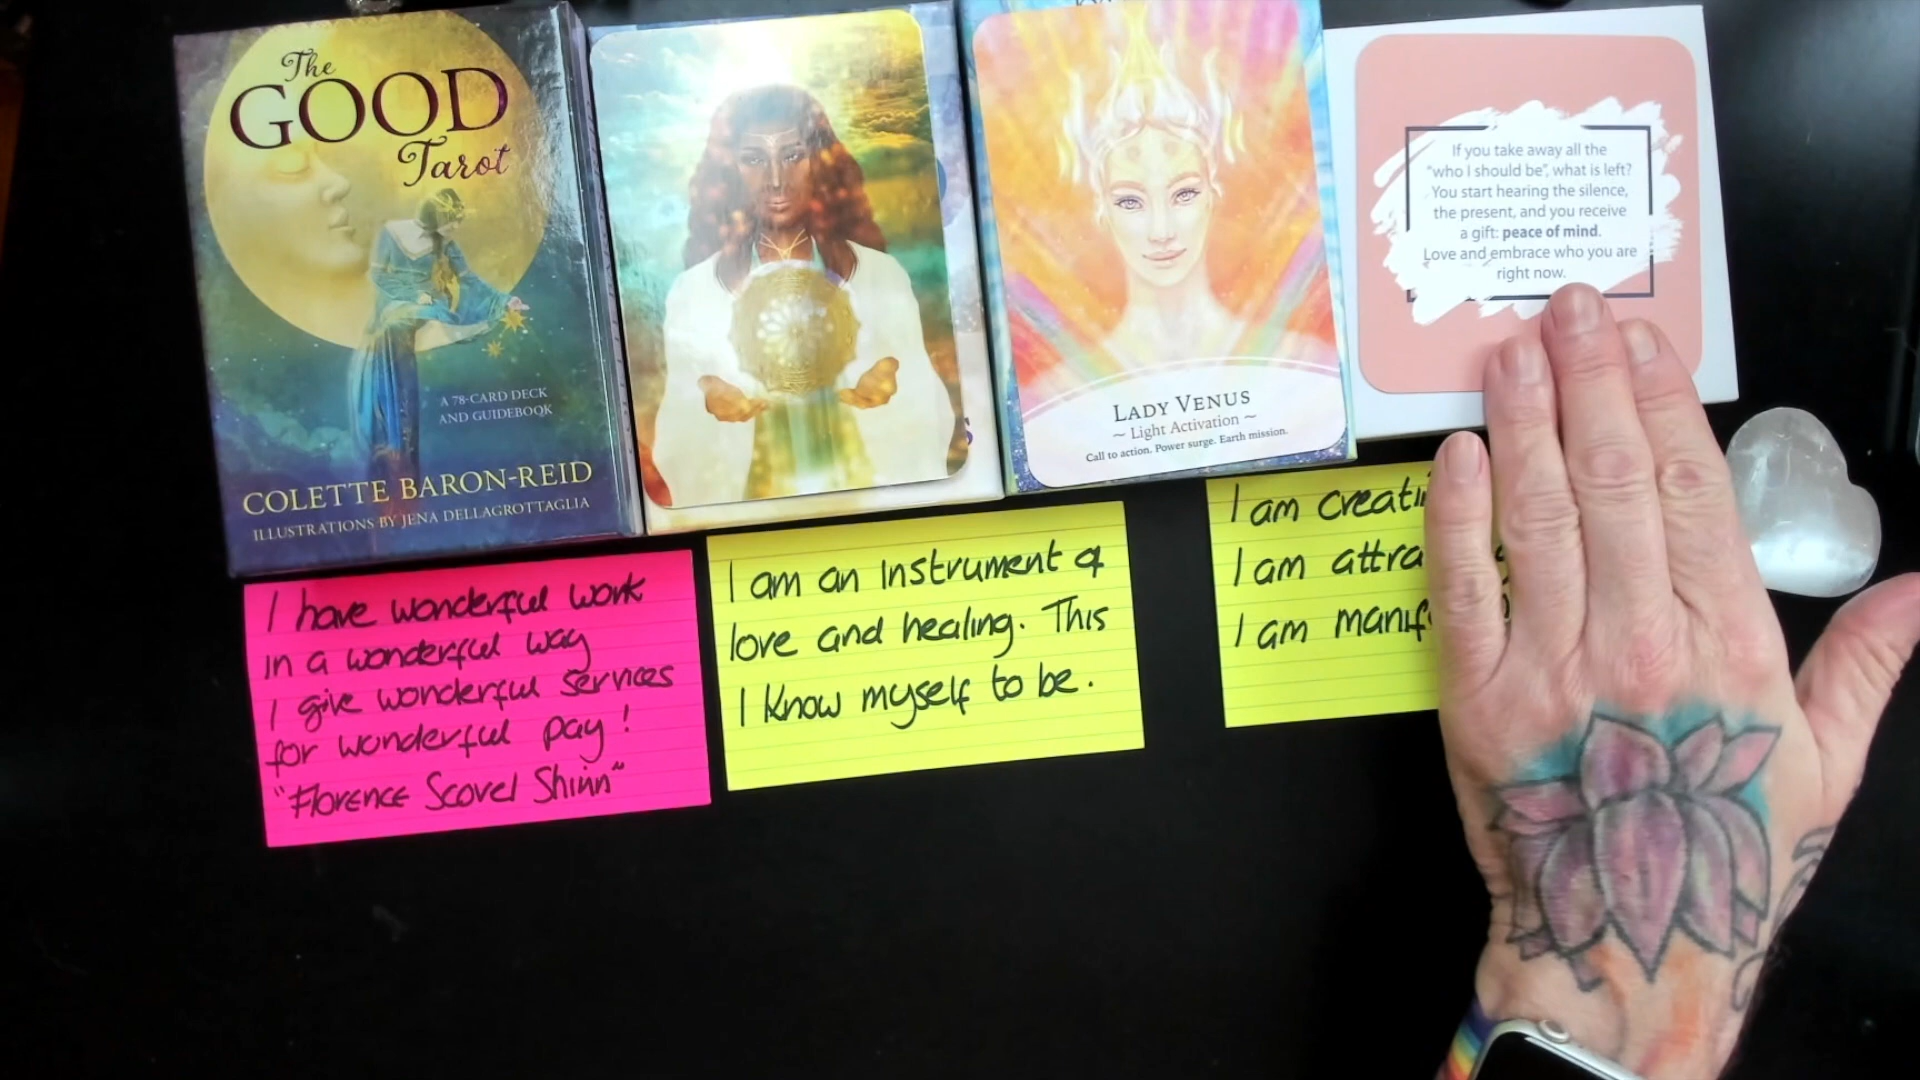 The
GOOD
Tarot
A 78-CARD DECK
AND GUIDEBOOK
COLETTE BARON-REID
ILLUSTRATIONS BY JENA DELLAGROTTAGLIA
LADY VENUS
~ Light Activation ~
Call to action. Power surge. Earth mission.
If you take away all the
"who I should be", what is left?
You start hearing the silence,
the present, and you receive
a gift: peace of mind.
Love and embrace who you are
right now.
I have wonderful work
in a wonderful way
I give wonderful services
for wonderful pay!
"Florence Scovel Shinn"
I am an instrument of
love and healing. This
I know myself to be.
I am
I am
I am